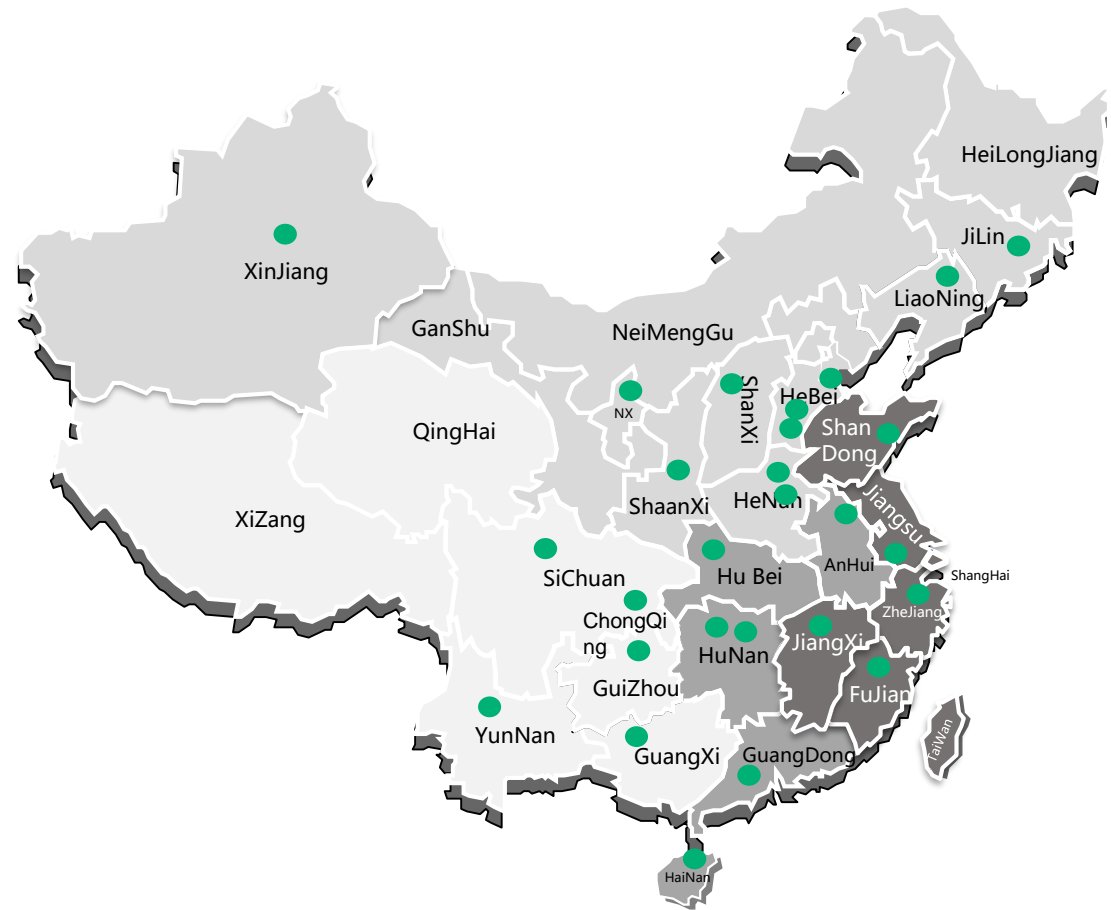 HeiLongJiang
JiLin
XinJiang
LiaoNing
GanShu
NeiMengGu
ShanXi
HeBei
NX
QingHai
Shan
Dong
XiZang
ShaanXi
HeNan
Jiangsu
SiChuan
Hu Bei
AnHui
ShangHai
ChongQi
ng
ZheJiang
HuNan
JiangXi
GuiZhou
FuJian
YunNan
GuangXi
GuangDong
TaiWan
HaiNan